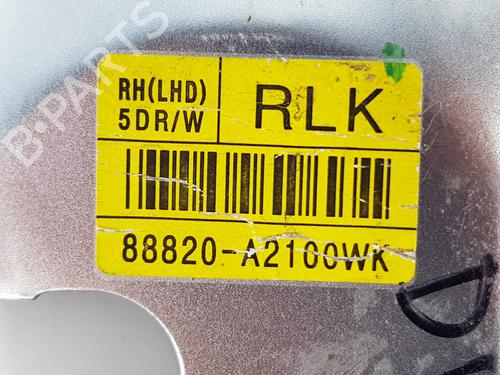 RH(LHD)
5DR/W
RLK
88820-A2100WK
B-PARTS